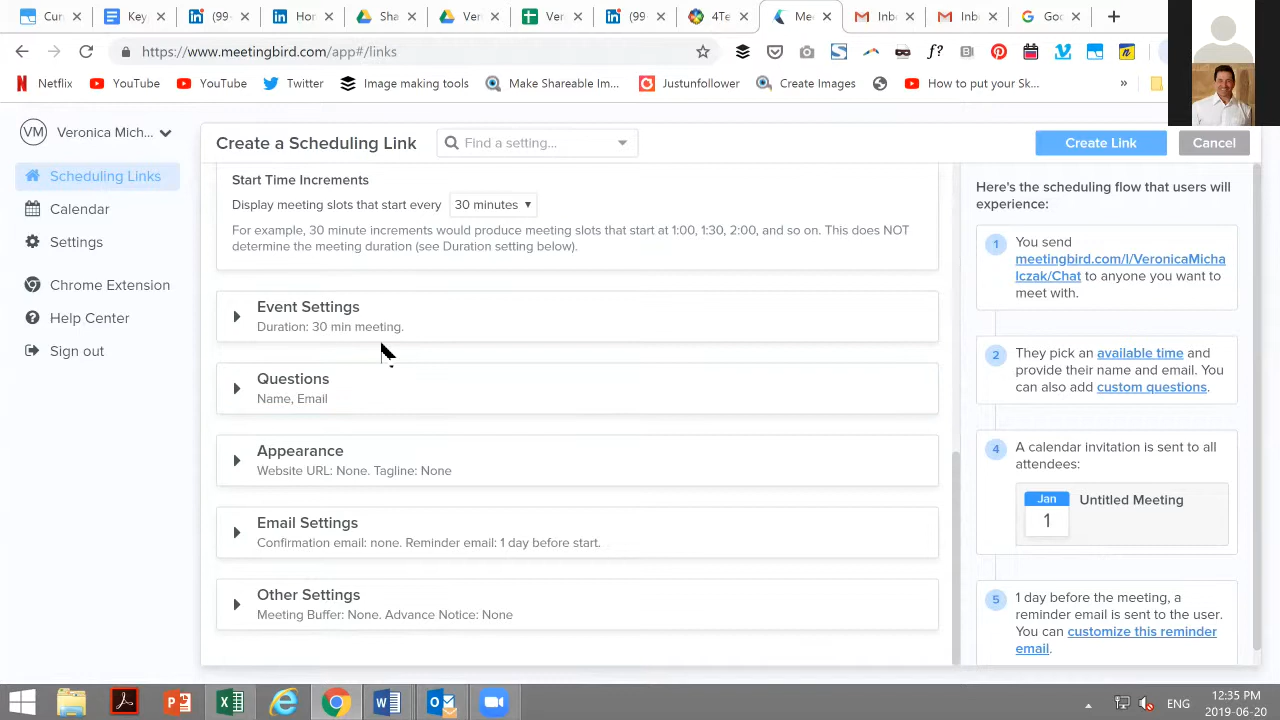 Cur
Key
(99
Hor
Sha
Ver
Ver
(99
4Te
Me
Inb
Inb
Goo
https://www.meetingbird.com/app#/links
f?
Netflix
YouTube
YouTube
Twitter
Image making tool:
Make Shareable Im...
Justunfollower
Create Images
How to put your Sk...
»
VM
Veronica Mich...
Scheduling Links
Calendar
Settings
Chrome Extension
Help Center
Sign out
Create a Scheduling Link
Find a setting...
Create Link
Cancel
Start Time Increments
Display meeting slots that start every 30 minutes
For example, 30 minute increments would produce meeting slots that start at 1:00, 1:30, 2:00, and so on. This does NOT
determine the meeting duration (see Duration setting below).
Event Settings
Duration: 30 min meeting.
Questions
Name, Email
Appearance
Website URL: None. Tagline: None
Email Settings
Confirmation email: none. Reminder email: 1 day before start.
Other Settings
Meeting Buffer: None. Advance Notice: None
Here's the scheduling flow that users will
experience:
1
You send
meetingbird.com/l/VeronicaMicha
lczak/Chat to anyone you want to
meet with.
2
They pick an available time and
provide their name and email. You
can also add custom questions.
4
A calendar invitation is sent to all
attendees:
Jan
1
Untitled Meeting
5
1 day before the meeting, a
reminder email is sent to the user.
You can customize this reminder
email.
ENG
12:35 PM
2019-06-20